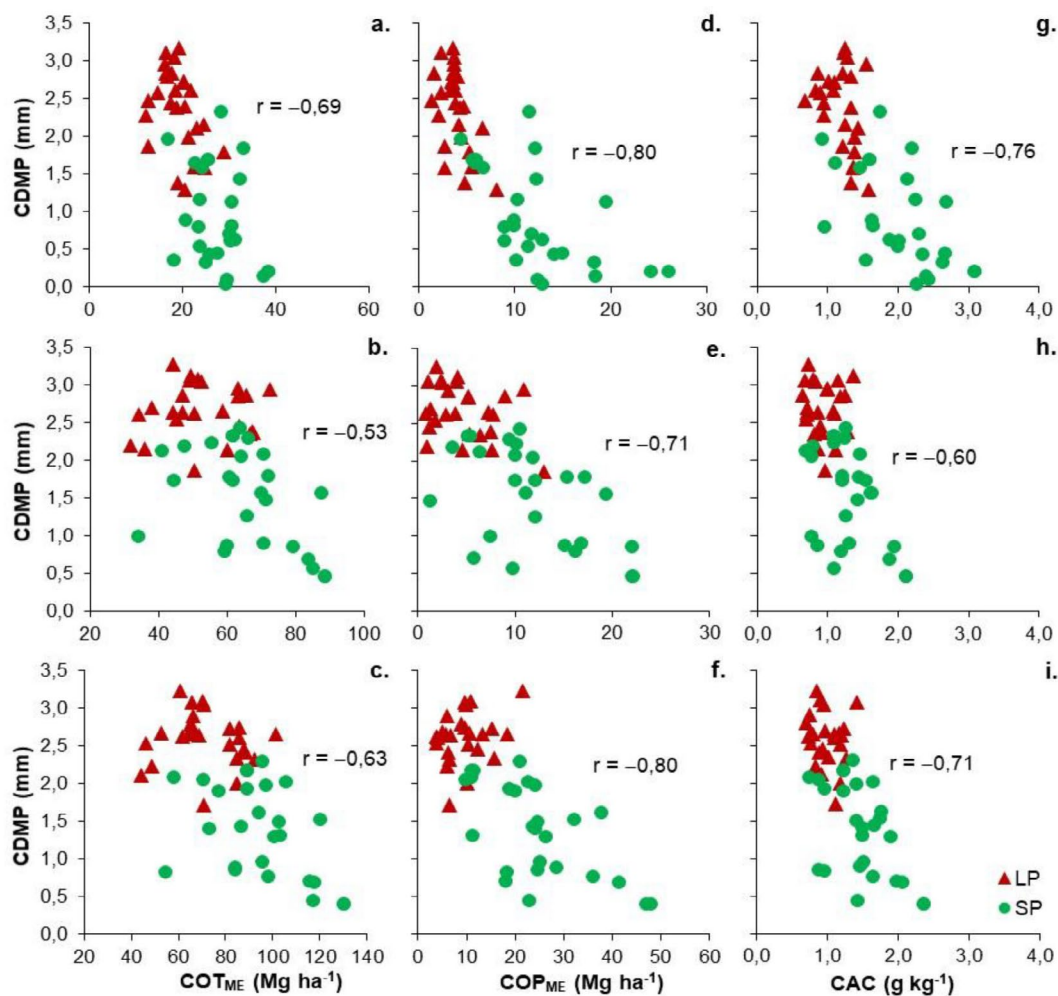 a.
CDMP (mm)
3,5
3,0
2,5
2,0
1,5
1,0
0,5
0,0
r = −0,69
0 20 40 60
d.
r = −0,80
0 10 20 30
g.
r = −0,76
0,0 1,0 2,0 3,0 4,0
b.
CDMP (mm)
3,5
3,0
2,5
2,0
1,5
1,0
0,5
0,0
r = −0,53
20 40 60 80 100
e.
r = −0,71
0 10 20 30
h.
r = −0,60
0,0 1,0 2,0 3,0 4,0
c.
CDMP (mm)
3,5
3,0
2,5
2,0
1,5
1,0
0,5
0,0
r = −0,63
20 40 60 80 100 120 140
COTME (Mg ha-1)
f.
r = −0,80
0 10 20 30 40 50 60
COPME (Mg ha-1)
i.
r = −0,71
LP
SP
0,0 1,0 2,0 3,0 4,0
CAC (g kg-1)